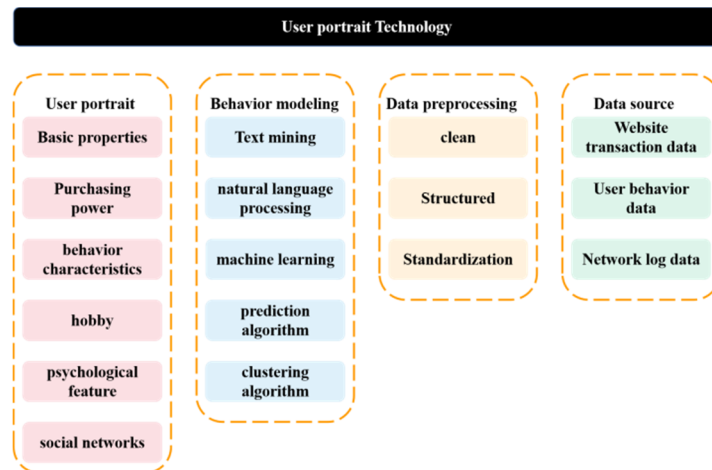 User portrait Technology
User portrait
Basic properties
Purchasing
power
behavior
characteristics
hobby
psychological
feature
social networks
Behavior modeling
Text mining
natural language
processing
machine learning
prediction
algorithm
clustering
algorithm
Data preprocessing
clean
Structured
Standardization
Data source
Website
transaction data
User behavior
data
Network log data